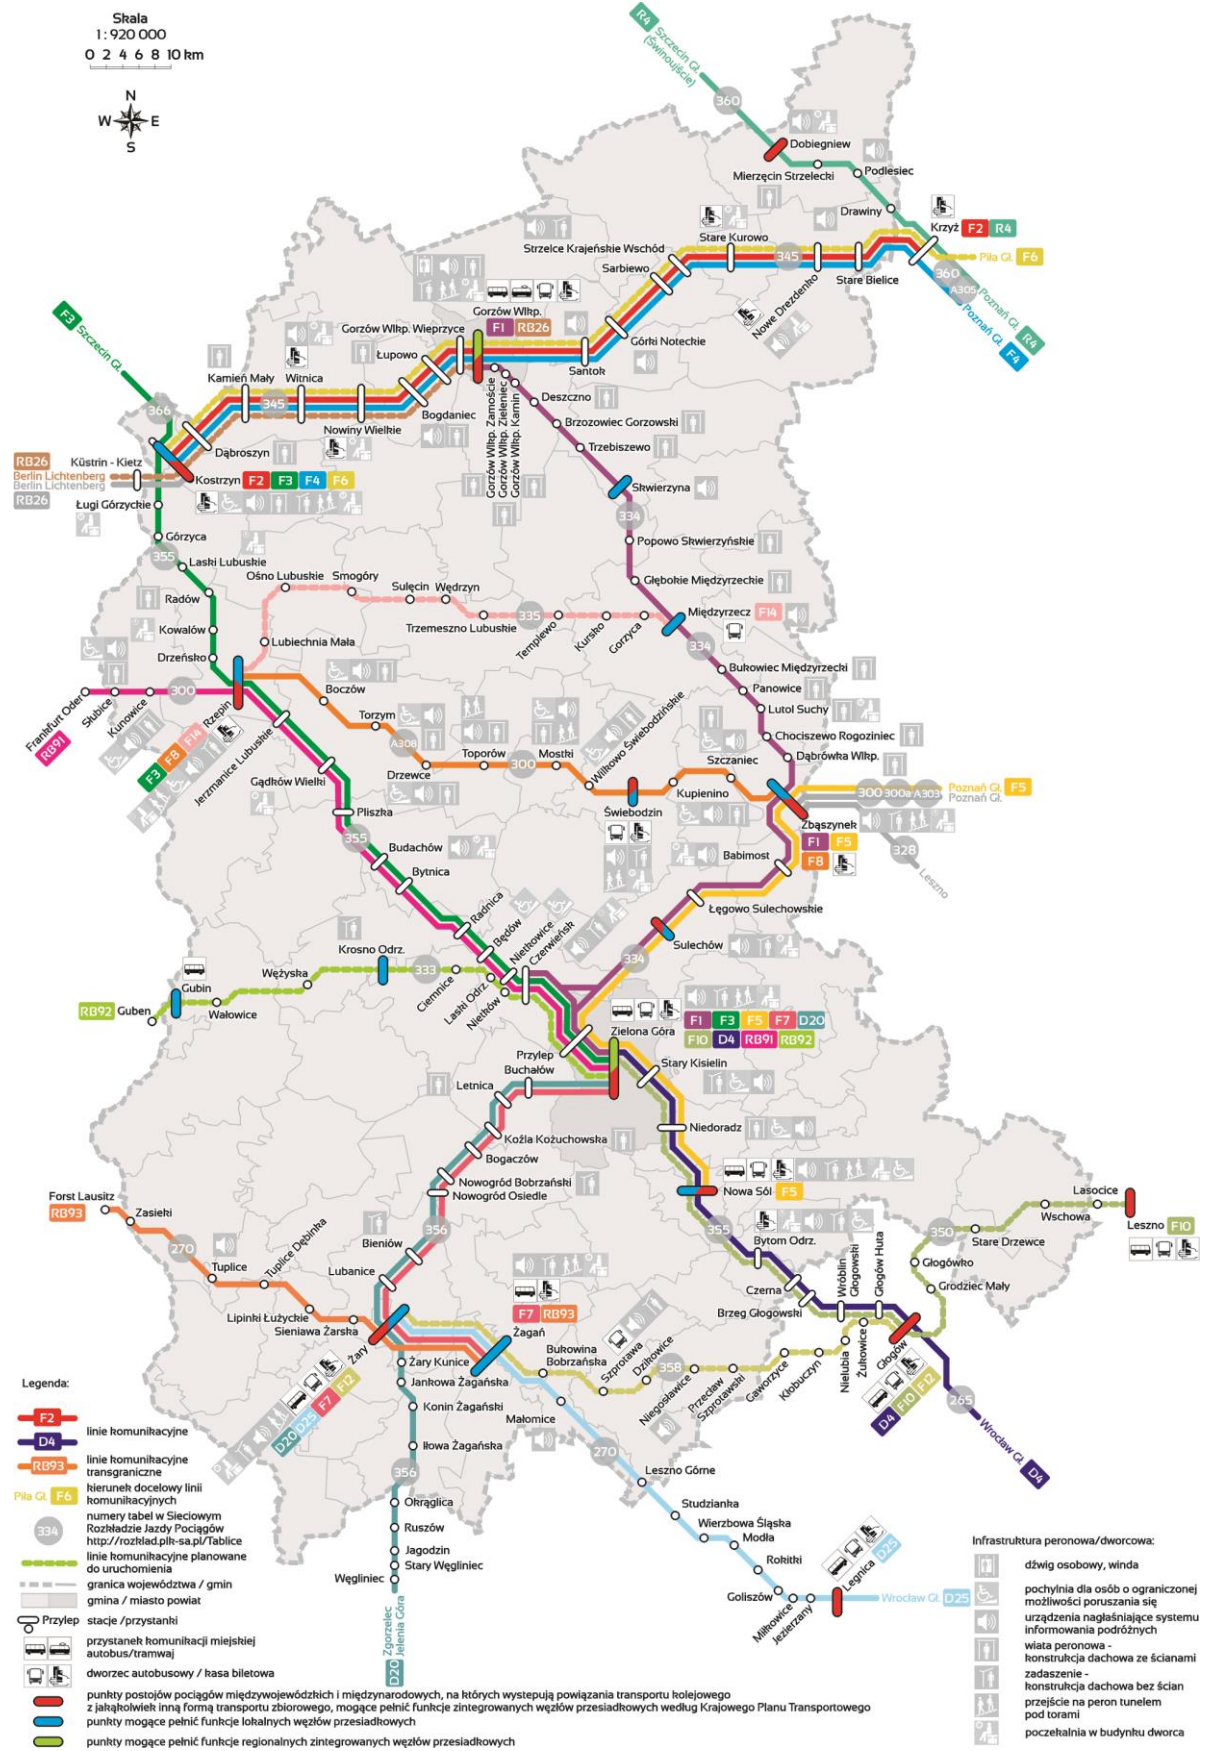 Skala
1 : 920 000
0 2 4 6 8 10 km
N
W E
S
R4 Szczecin Gł.
(Świnoujście)
360
Dobiegniew
Mierzęcin Strzelecki
Podlesiec
Drawiny
Krzyż F2 R4
Stare Kurowo
Strzelce Krajeńskie Wschód
345
Piła Gł. F6
Sarbiewo
Stare Bielice
360
A305
Nowe Drezdenko
Poznań Gł. R4
Poznań Gł. F4
Gorzów Wlkp.
F1 RB26
Gorzów Wlkp. Wieprzyce
Górki Noteckie
Łupowo
Santok
F3 Szczecin Gł.
Kamień Mały
Witnica
345
366
Bogdaniec
Nowiny Wielkie
Deszczno
Brzozowiec Gorzowski
Gorzów Wlkp. Zamoście
Gorzów Wlkp. Zieleniec
Gorzów Wlkp. Kamin
Trzebiszewo
Dąbroszyn
RB26
Küstrin - Kietz
Berlin Lichtenberg
Berlin Lichtenberg
RB26
Kostrzyn F2 F3 F4 F6
Skwierzyna
334
Ługi Górzyckie
Górzyca
Popowo Skwierzyńskie
355
Laski Lubuskie
Głębokie Międzyrzeckie
Ośno Lubuskie
Smogóry
Sulęcin
Wędrzyn
Radów
Międzyrzecz F14
335
Trzemeszno Lubuskie
Templewo
Kursko
Gorzyca
Kowalów
Lubiechnia Mała
334
Drzeńsko
Bukowiec Międzyrzecki
Panowice
Boczów
Lutol Suchy
300
Frankfurt Oder
RB91
Słubice
Kunowice
Rzepin
F3 F8 F14
Torzym
Chociszewo Rogoziniec
Jerzmanice Lubuskie
A308
Toporów
300
Mostki
Wilkowo Świebodzińskie
Szczaniec
Dąbrówka Wlkp.
Drzewce
Gądków Wielki
Świebodzin
Kupienino
300 300a A303
Poznań Gł. F5
Poznań Gł.
Pliszka
Zbąszynek
F1 F5
F8
328
Leszno
355
Budachów
Babimost
Bytnica
Łęgowo Sulechowskie
Radnica
Będów
Nietkowice
Czerwieńsk
Sulechów
334
Krosno Odrz.
333
Wężyska
Ciemnice
Laski Odrz.
Nietków
Gubin
RB92 Guben
Wałowice
Zielona Góra
F1 F3 F5 F7 D20
F10 D4 RB91 RB92
Przylep
Stary Kisielin
Buchałów
Letnica
Niedoradz
Koźla Kożuchowska
Bogaczów
Nowogród Bobrzański
Nowogród Osiedle
Nowa Sól F5
Forst Lausitz
RB93
Zasieki
Lasocice
Wschowa
Leszno F10
270
356
355
350
Stare Drzewce
Bieniów
Bytom Odrz.
Tuplice
Tuplice Dębinka
Lubanice
Wróblin
Głogowski
Głogów Huta
Głogówko
Grodziec Mały
Czerna
Brzeg Głogowski
Lipinki Łużyckie
Sieniawa Żarska
F7 RB93
Żagań
Żary
D20 D25 F7 F12
Żary Kunice
Jankowa Żagańska
Bukowina
Bobrzańska
Szprotawa
Dzikowice
358
Niegosławice
Przecław
Szprotawski
Gaworzyce
Kłobuczyn
Nielubia
Żukowice
Głogów
D4 F10 F12
265
Wrocław Gł. D4
Konin Żagański
Małomice
Iłowa Żagańska
270
356
Leszno Górne
Okrąglica
Studzianka
Ruszów
Wierzbowa Śląska
Modła
Jagodzin
Rokitki
Stary Węgliniec
Węgliniec
Goliszów
Miłkowice
Jezierzany
Legnica D25
Wrocław Gł. D25
D20 Zgorzelec
Jelenia Góra
Legenda:
F2
D4
linie komunikacyjne
RB93
linie komunikacyjne
transgraniczne
Piła Gł. F6
kierunek docelowy linii
komunikacyjnych
334
numery tabel w Sieciowym
Rozkładzie Jazdy Pociągów
http://rozklad.plk-sa.pl/Tablice
linie komunikacyjne planowane
do uruchomienia
granica województwa / gmin
gmina / miasto powiat
Przylep stacje /przystanki
przystanek komunikacji miejskiej
autobus/tramwaj
dworzec autobusowy / kasa biletowa
punkty postojów pociągów międzywojewódzkich i międzynarodowych, na których wystepują powiązania transportu kolejowego
z jakąkolwiek inną formą transportu zbiorowego, mogące pełnić funkcje zintegrowanych węzłów przesiadkowych według Krajowego Planu Transportowego
punkty mogące pełnić funkcje lokalnych węzłów przesiadkowych
punkty mogące pełnić funkcje regionalnych zintegrowanych węzłów przesiadkowych
Infrastruktura peronowa/dworcowa:
dźwig osobowy, winda
pochylnia dla osób o ograniczonej
możliwości poruszania się
urządzenia nagłaśniające systemu
informowania podróżnych
wiata peronowa -
konstrukcja dachowa ze ścianami
zadaszenie -
konstrukcja dachowa bez ścian
przejście na peron tunelem
pod torami
poczekalnia w budynku dworca